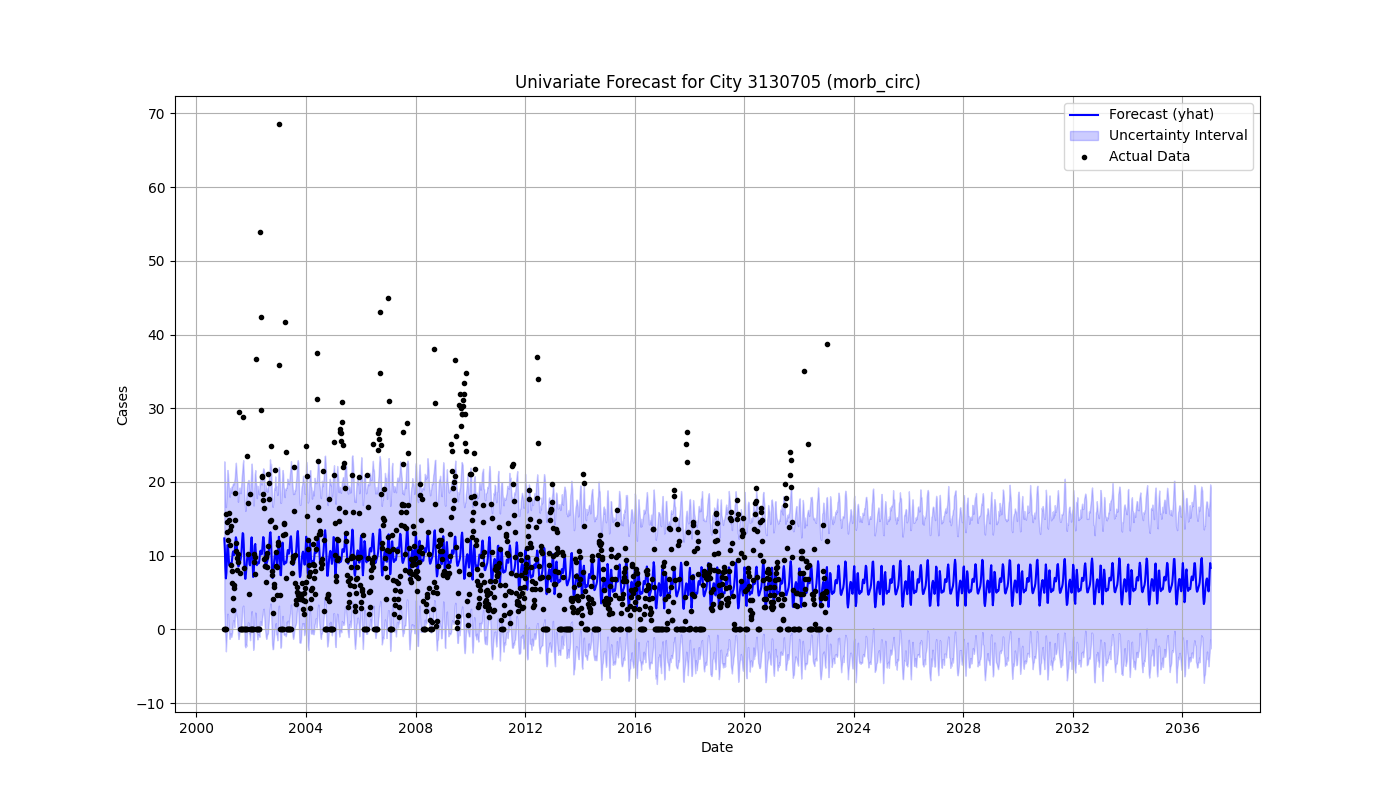 Univariate Forecast for City 3130705 (morb_circ)
Forecast (yhat)
Uncertainty Interval
Actual Data
70
60
50
40
30
20
10
0
−10
Cases
2000 2004 2008 2012 2016 2020 2024 2028 2032 2036
Date